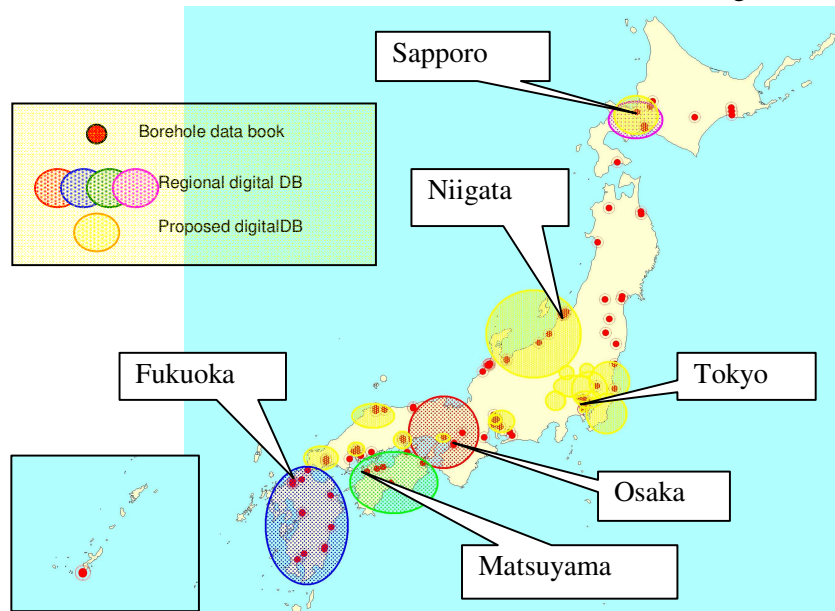 Sapporo
Borehole data book
Regional digital DB
Niigata
Proposed digitalDB
Fukuoka
Tokyo
Osaka
Matsuyama